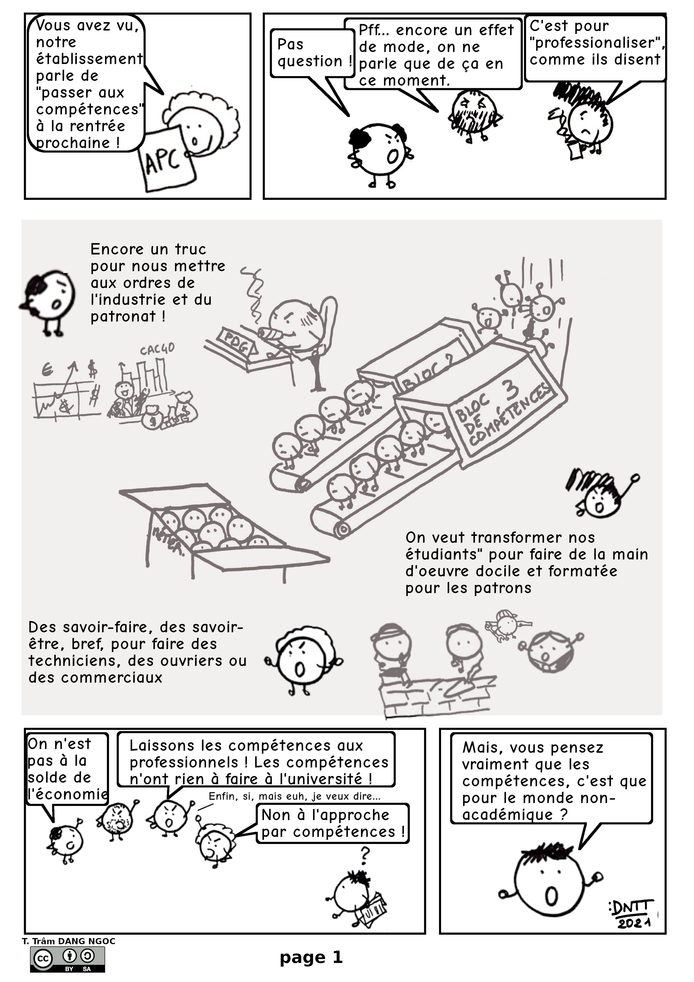 Vous avez vu,
notre
établissement
parle de
"passer aux
compétences"
à la rentrée
prochaine !
APC
Pas
question !
Pff... encore un effet
de mode, on ne
parle que de ça en
ce moment.
C'est pour
"professionaliser",
comme ils disent
Encore un truc
pour nous mettre
aux ordres de
l'industrie et du
patronat !
PDG
CAC40
€
$
$
€
BLOC 2
BLOC 3
DE
COMPÉTENCES
On veut transformer nos
étudiants" pour faire de la main
d'oeuvre docile et formatée
pour les patrons
Des savoir-faire, des savoir-
être, bref, pour faire des
techniciens, des ouvriers ou
des commerciaux
On n'est
pas à la
solde de
l'économie
Laissons les compétences aux
professionnels ! Les compétences
n'ont rien à faire à l'université !
Enfin, si, mais euh, je veux dire...
Non à l'approche
par compétences !
?
Mais, vous pensez
vraiment que les
compétences, c'est que
pour le monde non-
académique ?
:DNTT
2021
T. Trâm DANG NGOC
cc
BY SA
page 1